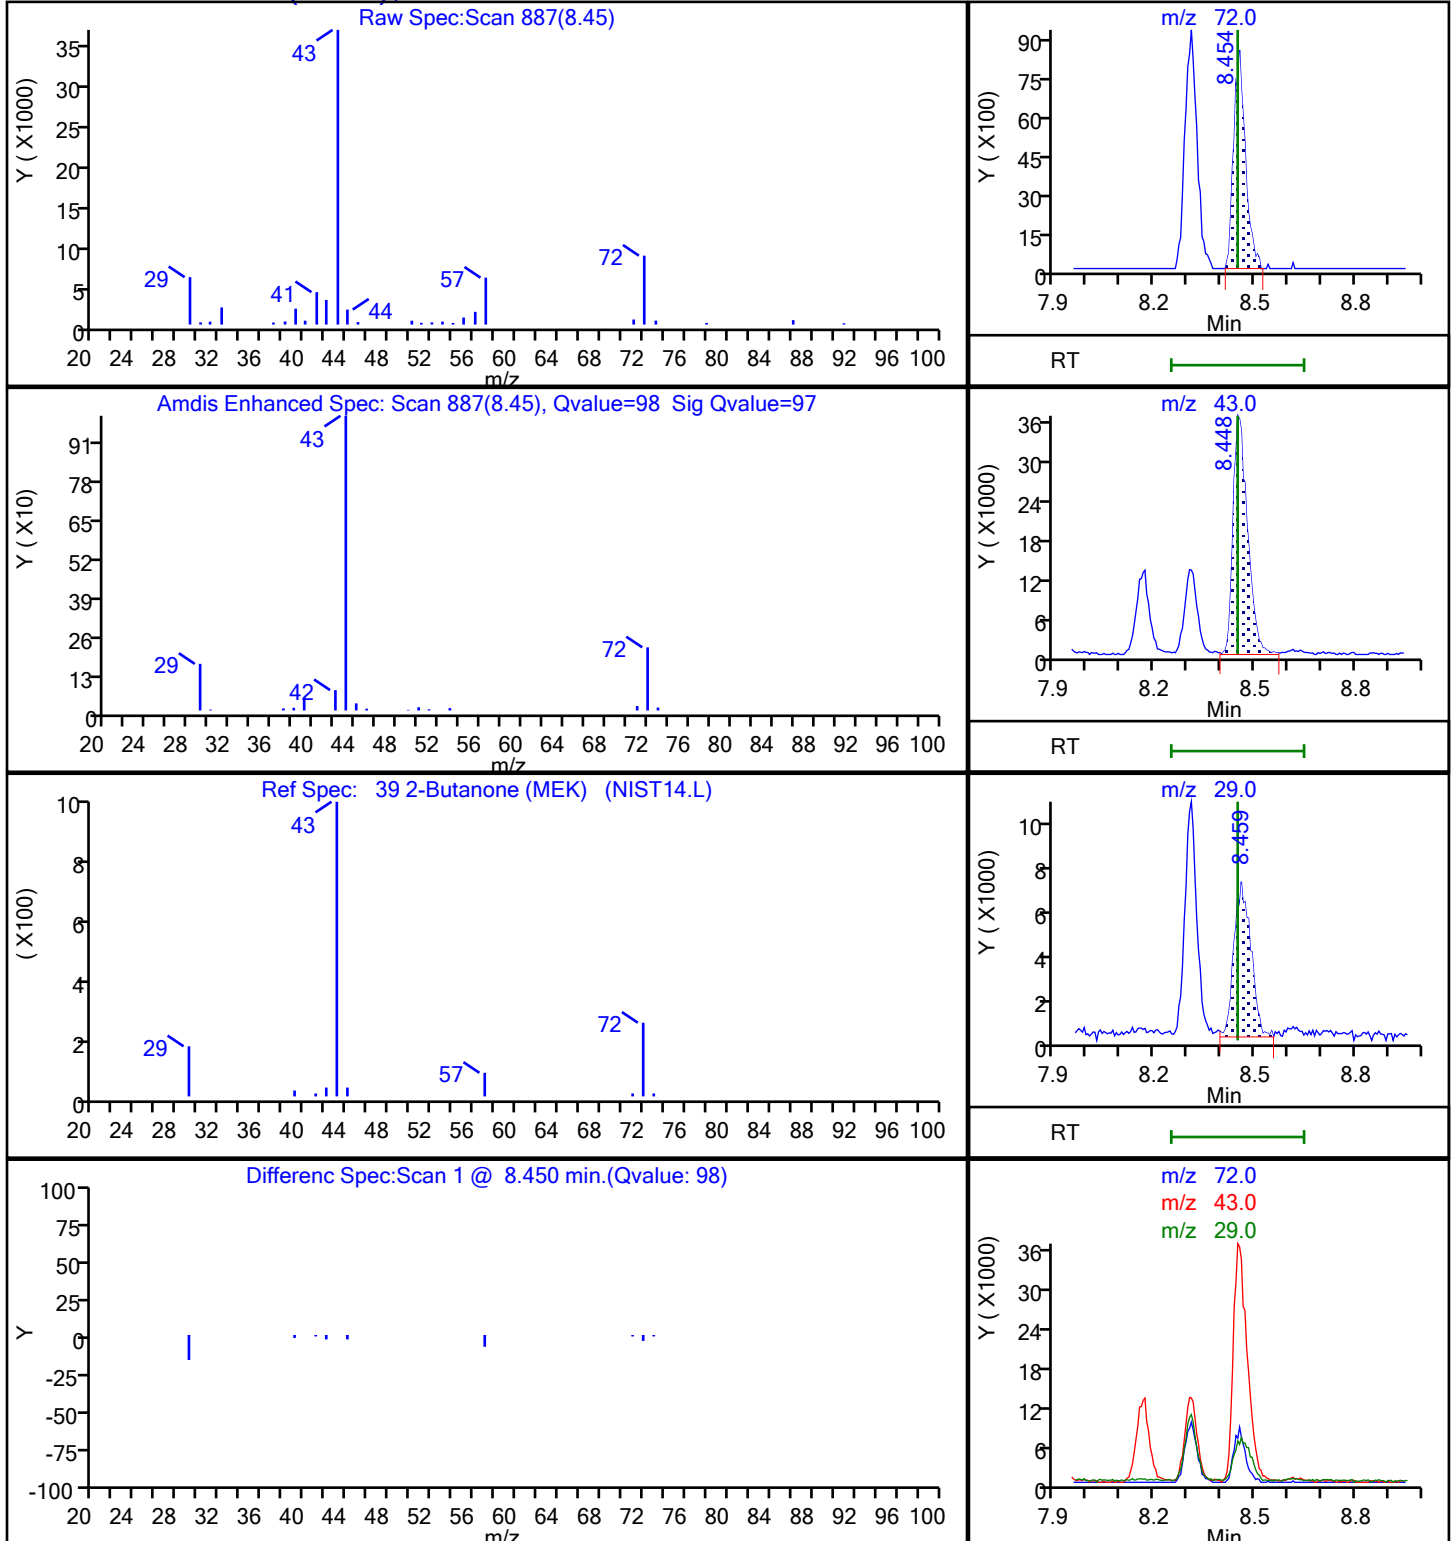 Raw Spec:Scan 887(8.45)
Y ( X1000)
35
30
25
20
15
10
5
0
43
29
41
44
57
72
20 24 28 32 36 40 44 48 52 56 60 64 68 72 76 80 84 88 92 96 100
m/z
m/z 72.0
Y ( X100)
90
75
60
45
30
15
0
8.454
7.9 8.2 8.5 8.8
Min
RT
Amdis Enhanced Spec: Scan 887(8.45), Qvalue=98 Sig Qvalue=97
Y ( X10)
91
78
65
52
39
26
13
0
43
29
42
72
20 24 28 32 36 40 44 48 52 56 60 64 68 72 76 80 84 88 92 96 100
m/z
m/z 43.0
Y ( X1000)
36
30
24
18
12
6
0
8.448
7.9 8.2 8.5 8.8
Min
RT
Ref Spec: 39 2-Butanone (MEK) (NIST14.L)
( X100)
10
8
6
4
2
0
43
29
57
72
20 24 28 32 36 40 44 48 52 56 60 64 68 72 76 80 84 88 92 96 100
m/z 29.0
Y ( X1000)
10
8
6
4
2
0
8.459
7.9 8.2 8.5 8.8
Min
RT
Differenc Spec:Scan 1 @ 8.450 min.(Qvalue: 98)
Y
100
75
50
25
0
-25
-50
-75
-100
20 24 28 32 36 40 44 48 52 56 60 64 68 72 76 80 84 88 92 96 100
m/z
m/z 72.0
m/z 43.0
m/z 29.0
Y ( X1000)
36
30
24
18
12
6
0
7.9 8.2 8.5 8.8
Min